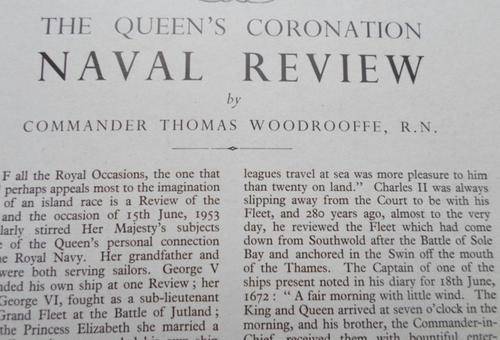 THE QUEEN'S CORONATION
NAVAL REVIEW
by
COMMANDER THOMAS WOODROOFFE, R.N.
F all the Royal Occasions, the one that
perhaps appeals most to the imagination
of an island race is a Review of the
and the occasion of 15th June, 1953
larly stirred Her Majesty's subjects
of the Queen's personal connection
Royal Navy. Her grandfather and
were both serving sailors. George V
nded his own ship at one Review ; her
George VI, fought as a sub-lieutenant
Grand Fleet at the Battle of Jutland ;
the Princess Elizabeth she married a
leagues travel at sea was more pleasure to him
than twenty on land." Charles II was always
slipping away from the Court to be with his
Fleet, and 280 years ago, almost to the very
day, he reviewed the Fleet which had come
down from Southwold after the Battle of Sole
Bay and anchored in the Swin off the mouth
of the Thames. The Captain of one of the
ships present noted in his diary for 18th June,
1672 : " A fair morning with little wind. The
King and Queen arrived at seven o'clock in the
morning, and his brother, the Commander-in-
Chief, received them with bountiful enter-